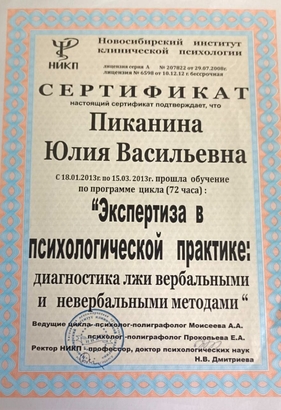 НИКП
Новосибирский институт
клинической психологии
лицензия серия А № 207822 от 29.07.2008г
лицензия № 6598 от 10.12.12 г бессрочная
СЕРТИФИКАТ
настоящий сертификат подтверждает, что
Пиканина
Юлия Васильевна
С 18.01.2013г. по 15.03. 2013г. прошла обучение
по программе цикла (72 часа) :
“Экспертиза в
психологической практике:
диагностика лжи вербальными
и невербальными методами “
Ведущие цикла- психолог-полиграфолог Моисеева А.А.
психолог -полиграфолог Прокопьева Е.А.
Ректор НИКП - профессор, доктор психологических наук
Н.В. Дмитриева